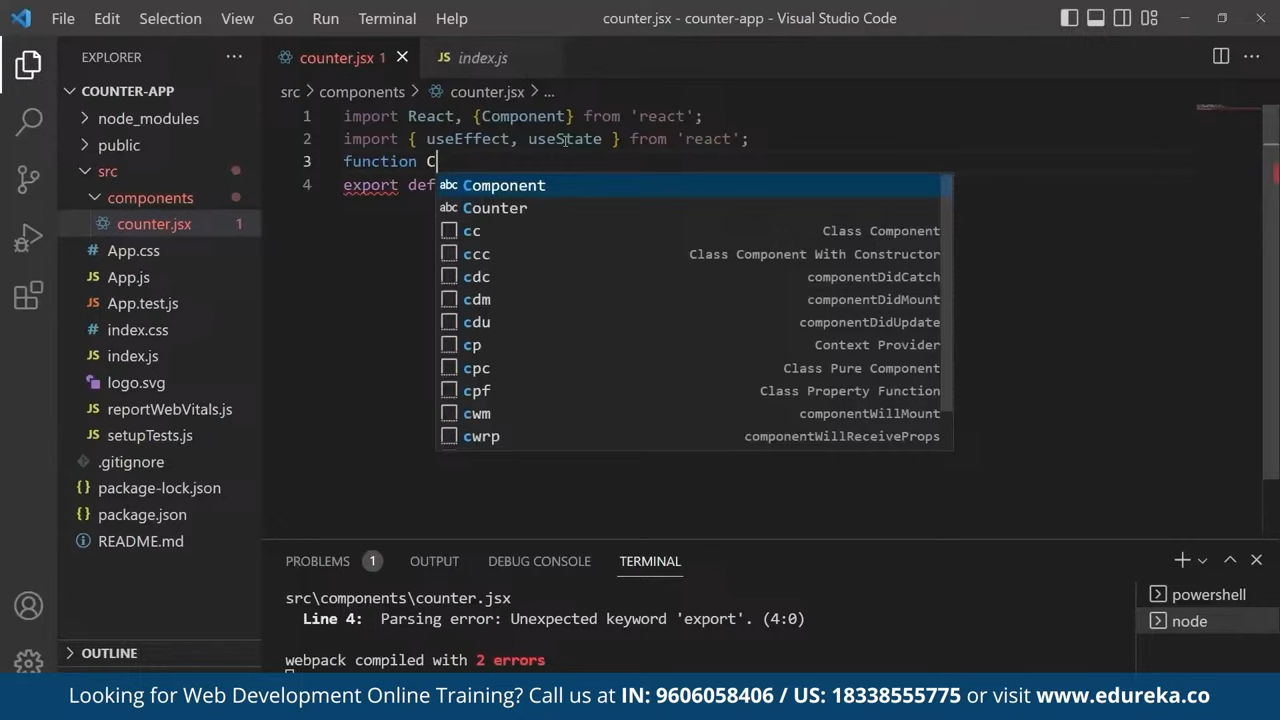 File Edit Selection View Go Run Terminal Help
counter.jsx - counter-app - Visual Studio Code
EXPLORER
COUNTER-APP
node_modules
public
src
components
counter.jsx 1
App.css
App.js
App.test.js
index.css
index.js
logo.svg
reportWebVitals.js
setupTests.js
.gitignore
package-lock.json
package.json
README.md
OUTLINE
counter.jsx 1
JS index.js
src > components > counter.jsx > ...
1 import React, {Component} from 'react';
2 import { useEffect, useState } from 'react';
3 function C
4 export def
abc Component
abc Counter
cc Class Component
ccc Class Component With Constructor
cdc componentDidCatch
cdm componentDidMount
cdu componentDidUpdate
cp Context Provider
cpc Class Pure Component
cpf Class Property Function
cwm componentWillMount
cwrp componentWillReceiveProps
PROBLEMS 1 OUTPUT DEBUG CONSOLE TERMINAL
src\components\counter.jsx
Line 4: Parsing error: Unexpected keyword 'export'. (4:0)
webpack compiled with 2 errors
powershell
node
Looking for Web Development Online Training? Call us at IN: 9606058406 / US: 18338555775 or visit www.edureka.co